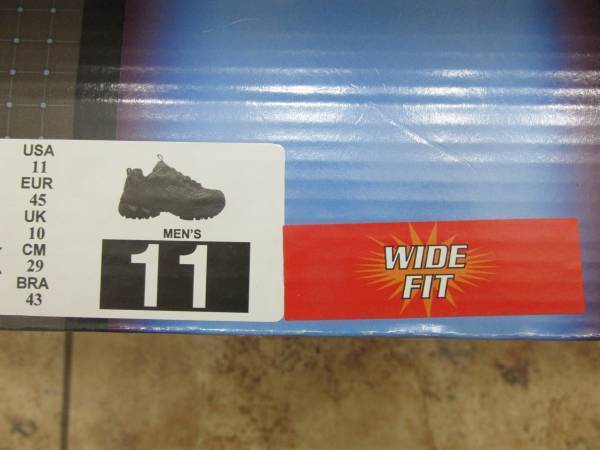 USA
11
EUR
45
UK
10
CM
29
BRA
43
MEN'S
11
WIDE
FIT